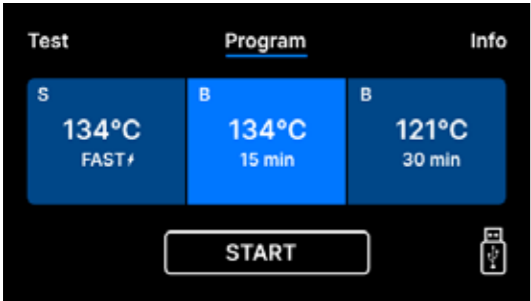 Test Program Info
S B B
134°C 134°C 121°C
FAST⚡ 15 min 30 min
START